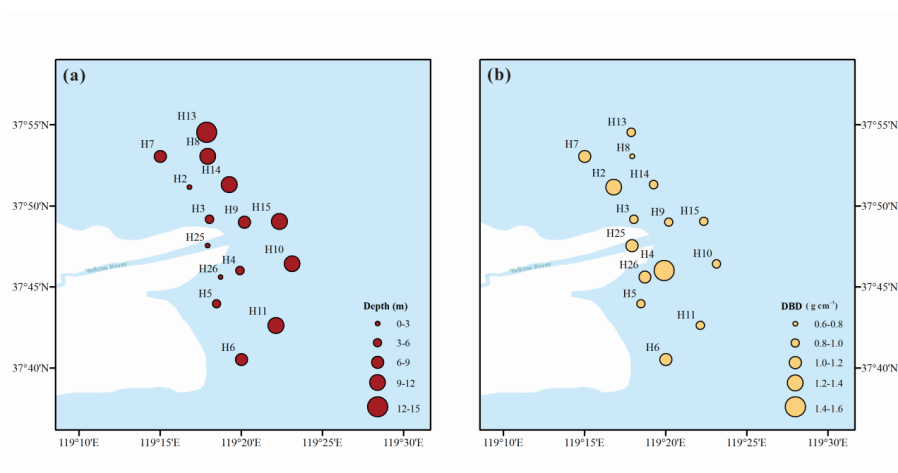 (a)
H13
H8
H7
H14
H2
H3
H9
H15
H25
H4
H10
H26
H5
H11
H6
Yellow River
37°55'N
37°50'N
37°45'N
37°40'N
119°10'E
119°15'E
119°20'E
119°25'E
119°30'E
Depth (m)
0-3
3-6
6-9
9-12
12-15
(b)
H13
H7
H8
H2
H14
H3
H9
H15
H25
H4
H10
H26
H5
H11
H6
Yellow River
37°55'N
37°50'N
37°45'N
37°40'N
119°10'E
119°15'E
119°20'E
119°25'E
119°30'E
DBD (g cm⁻³)
0.6-0.8
0.8-1.0
1.0-1.2
1.2-1.4
1.4-1.6